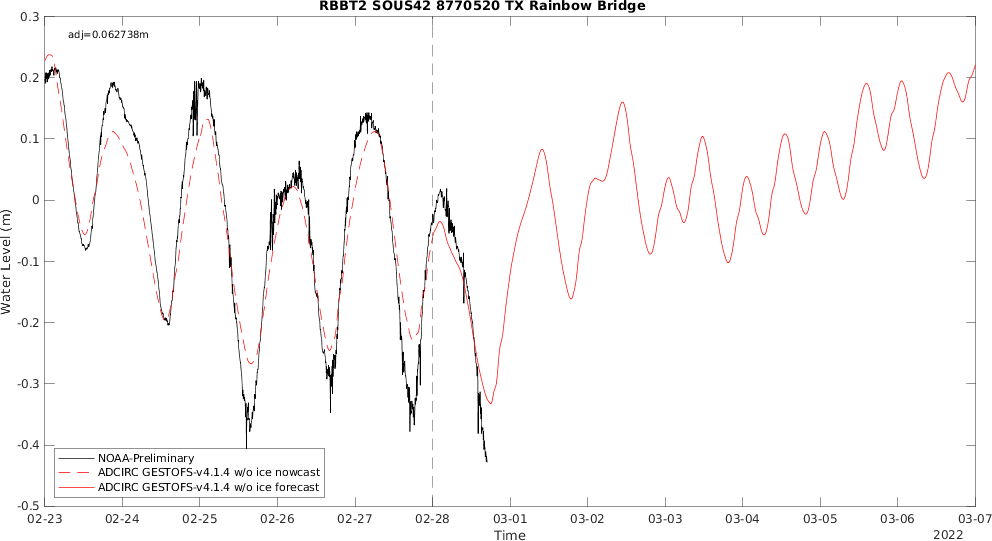 RBBT2 SOUS42 8770520 TX Rainbow Bridge
adj=0.062738m
0.3
0.2
0.1
0
-0.1
-0.2
-0.3
-0.4
-0.5
Water Level (m)
NOAA-Preliminary
ADCIRC GESTOFS-v4.1.4 w/o ice nowcast
ADCIRC GESTOFS-v4.1.4 w/o ice forecast
02-23 02-24 02-25 02-26 02-27 02-28 03-01 03-02 03-03 03-04 03-05 03-06 03-07
Time
2022